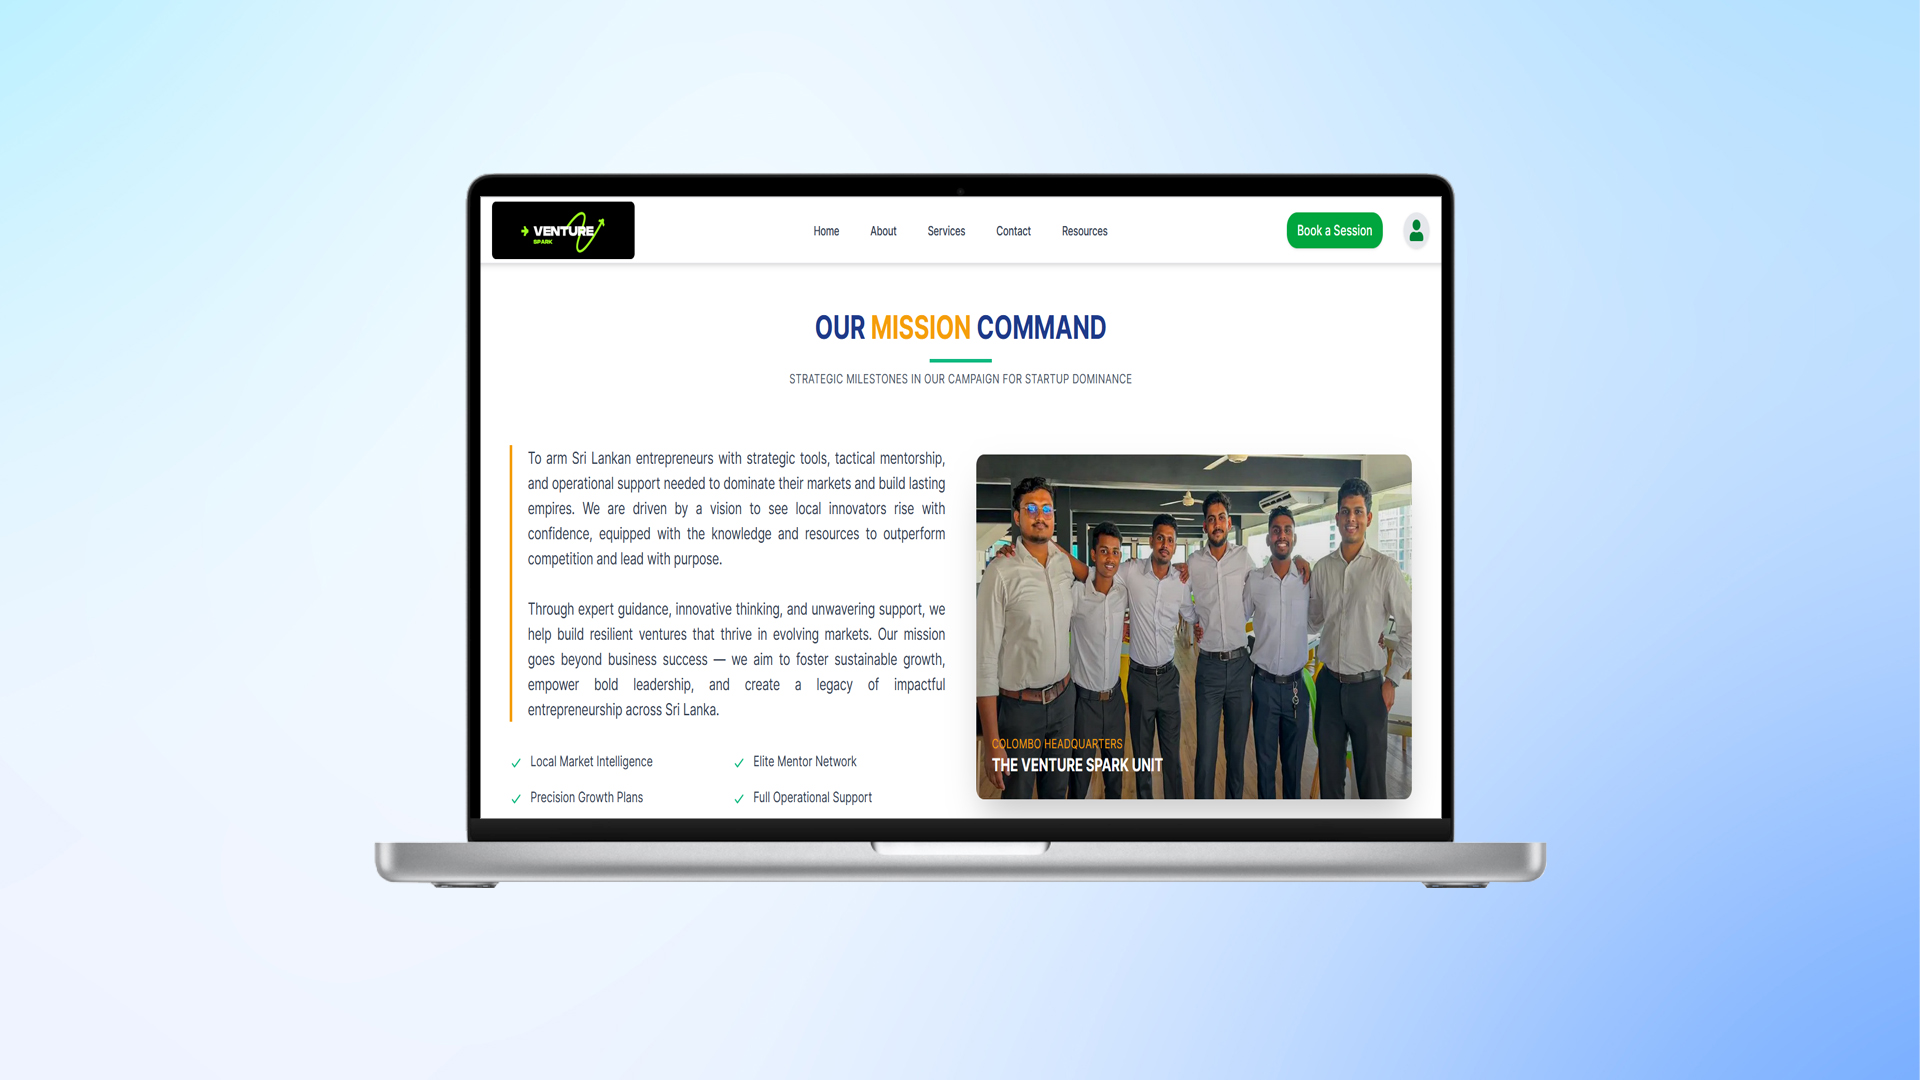 VENTURE
SPARK
Home
About
Services
Contact
Resources
Book a Session
OUR MISSION COMMAND
STRATEGIC MILESTONES IN OUR CAMPAIGN FOR STARTUP DOMINANCE
To arm Sri Lankan entrepreneurs with strategic tools, tactical mentorship,
and operational support needed to dominate their markets and build lasting
empires. We are driven by a vision to see local innovators rise with
confidence, equipped with the knowledge and resources to outperform
competition and lead with purpose.
Through expert guidance, innovative thinking, and unwavering support, we
help build resilient ventures that thrive in evolving markets. Our mission
goes beyond business success — we aim to foster sustainable growth,
empower bold leadership, and create a legacy of impactful
entrepreneurship across Sri Lanka.
Local Market Intelligence
Elite Mentor Network
Precision Growth Plans
Full Operational Support
COLOMBO HEADQUARTERS
THE VENTURE SPARK UNIT